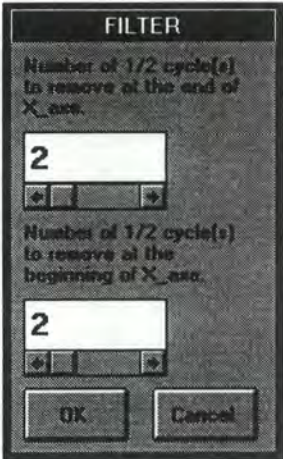 FILTER
Number of 1/2 cycle(s)
to remove at the end of
X_axe.
2
Number of 1/2 cycle(s)
to remove at the
beginning of X_axe.
2
OK
Cancel